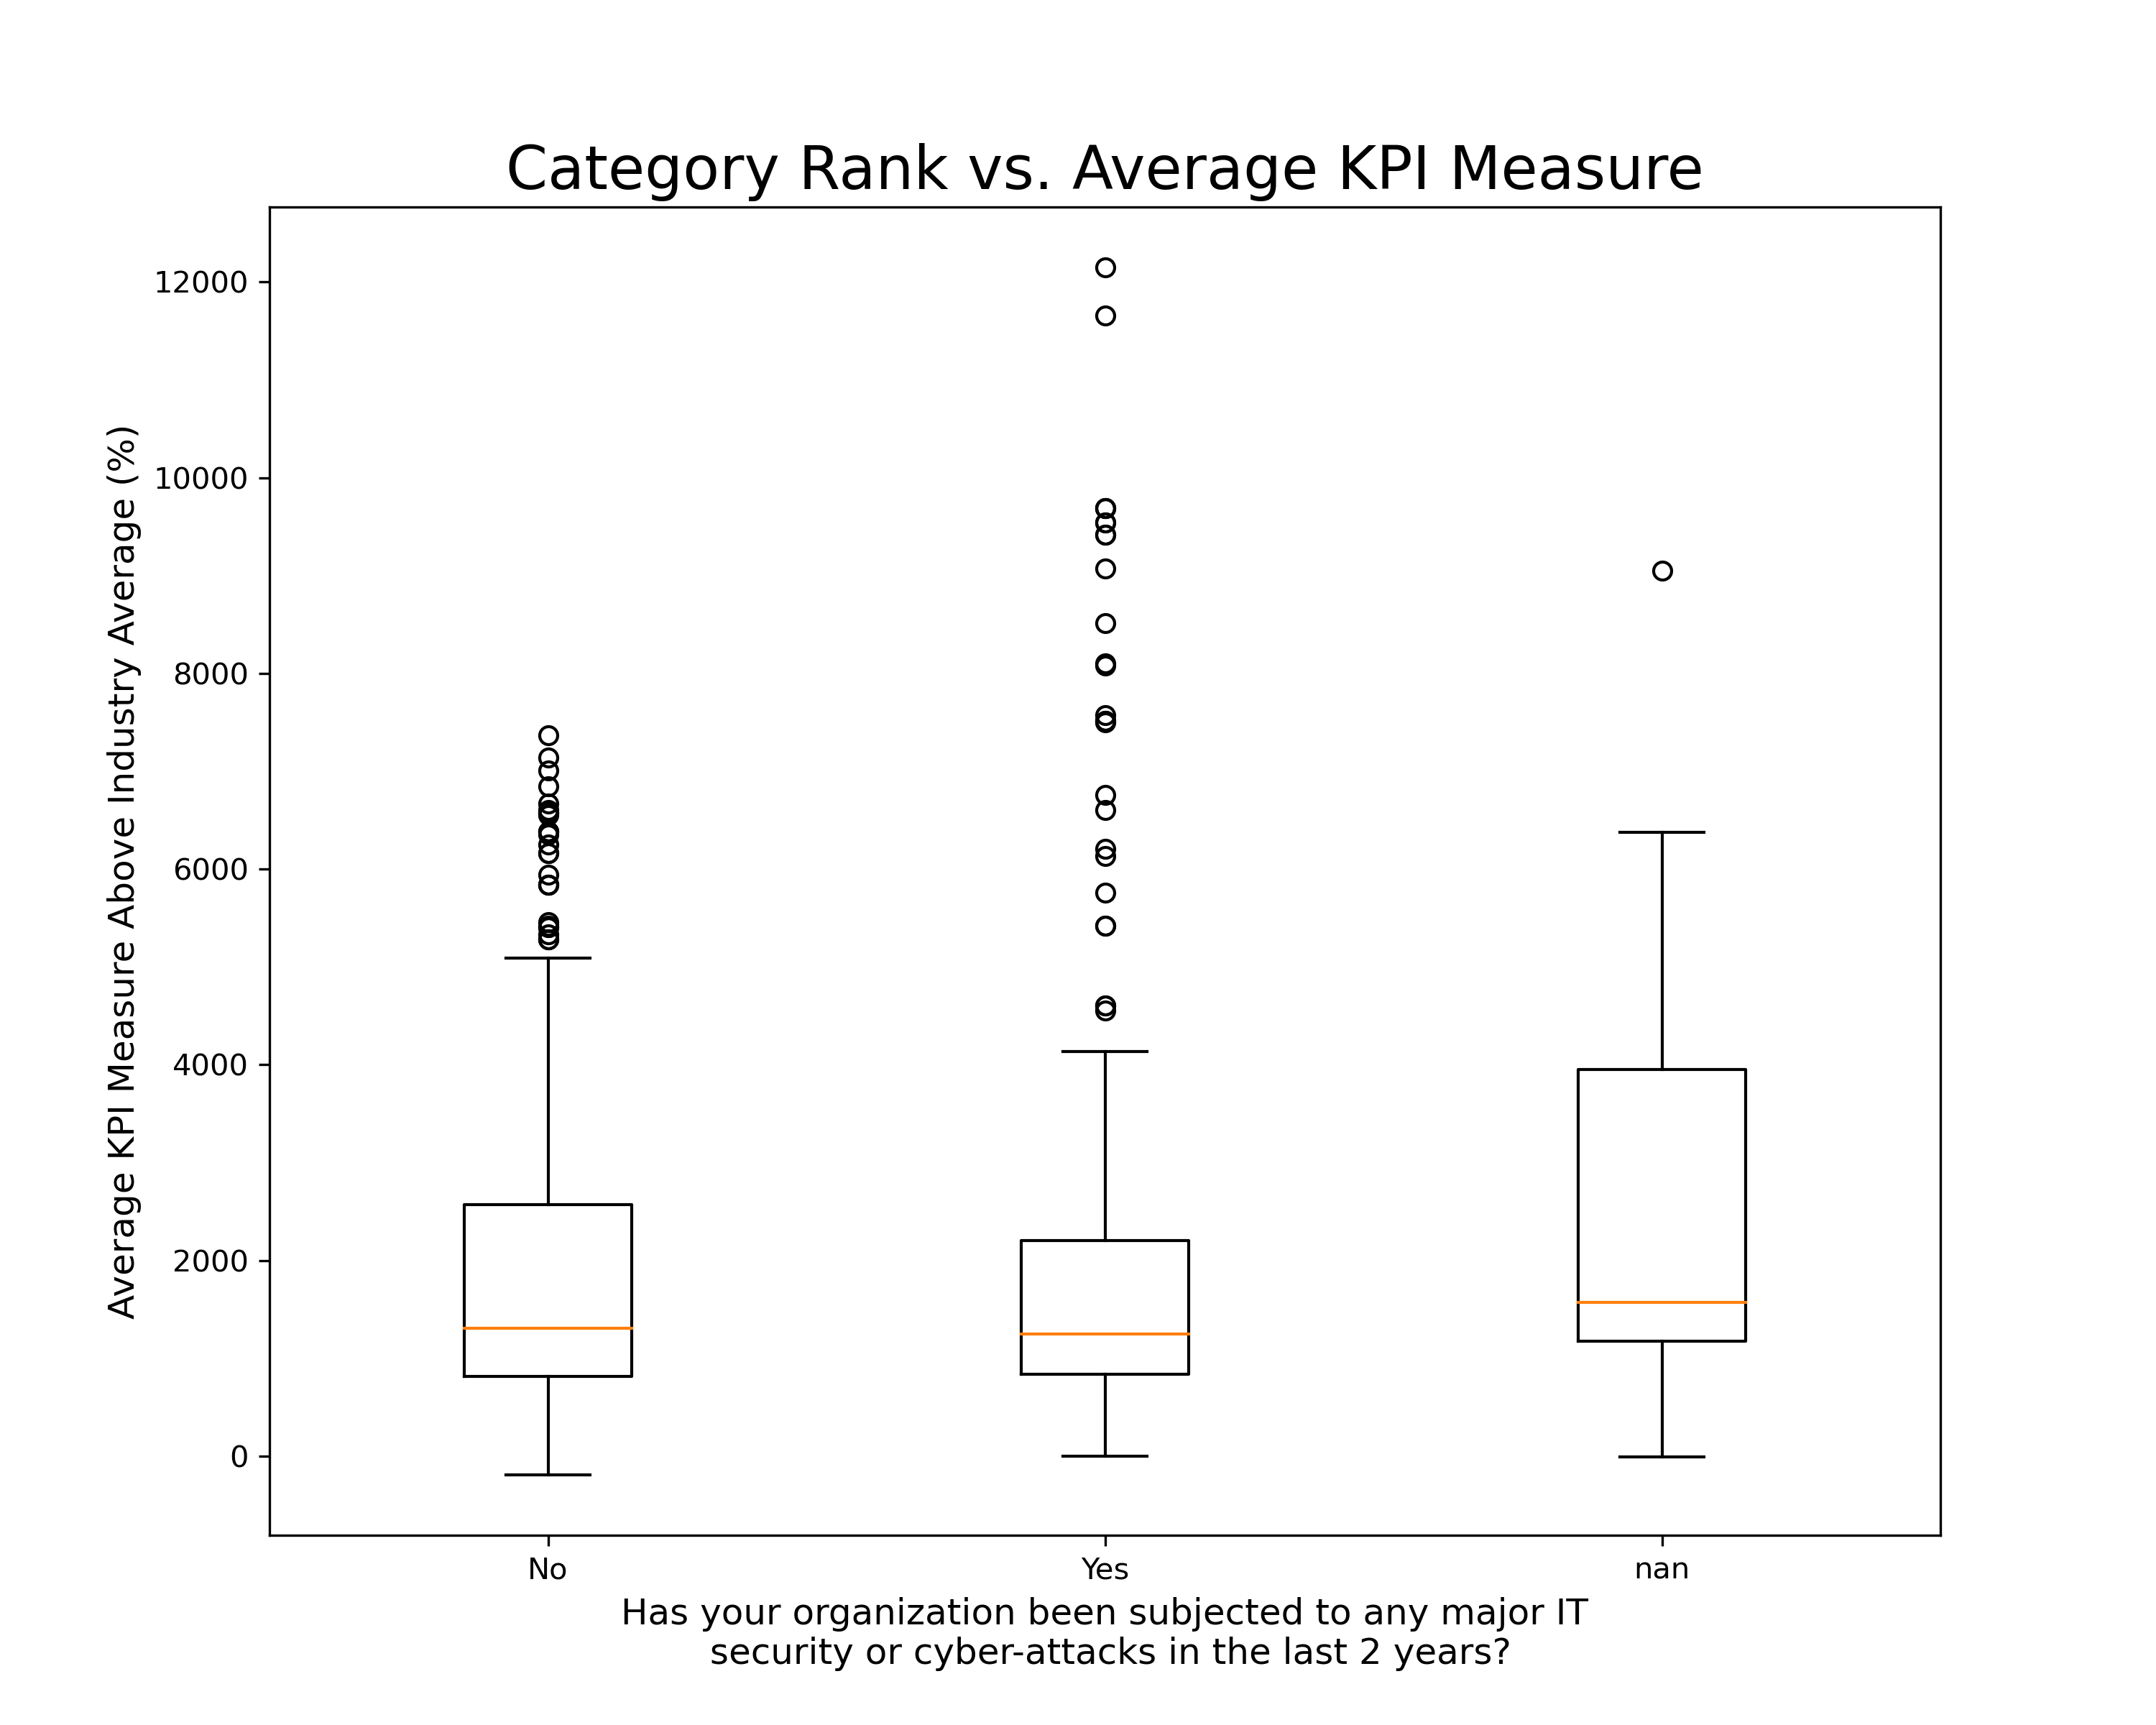 Category Rank vs. Average KPI Measure
Average KPI Measure Above Industry Average (%)
12000
10000
8000
6000
4000
2000
0
No
Yes
nan
Has your organization been subjected to any major IT
security or cyber-attacks in the last 2 years?